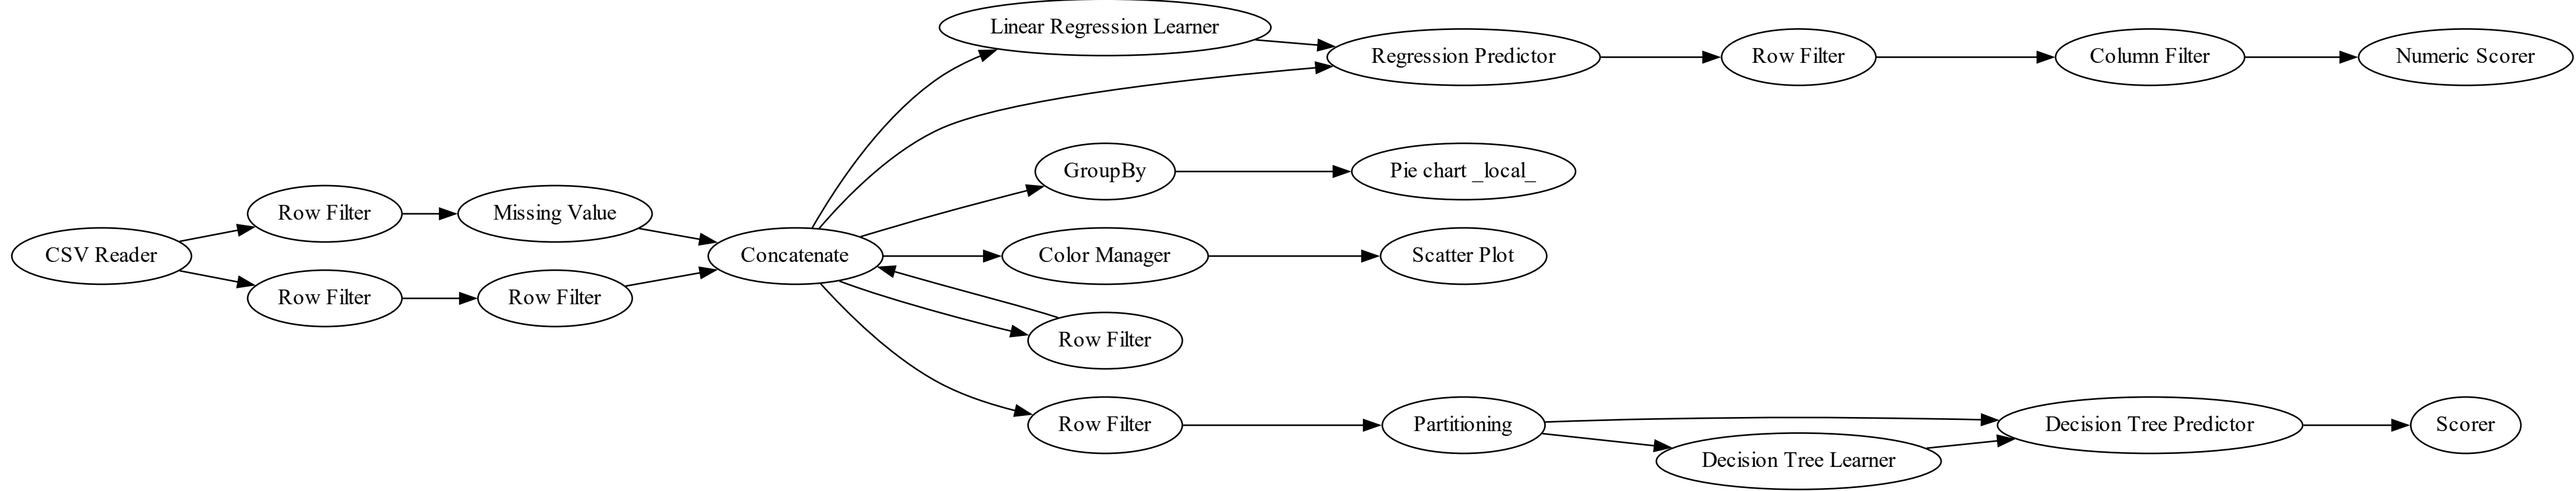 Linear Regression Learner
Regression Predictor
Row Filter
Column Filter
Numeric Scorer
GroupBy
Pie chart _local_
Row Filter
Missing Value
CSV Reader
Concatenate
Color Manager
Scatter Plot
Row Filter
Row Filter
Row Filter
Row Filter
Partitioning
Decision Tree Predictor
Scorer
Decision Tree Learner